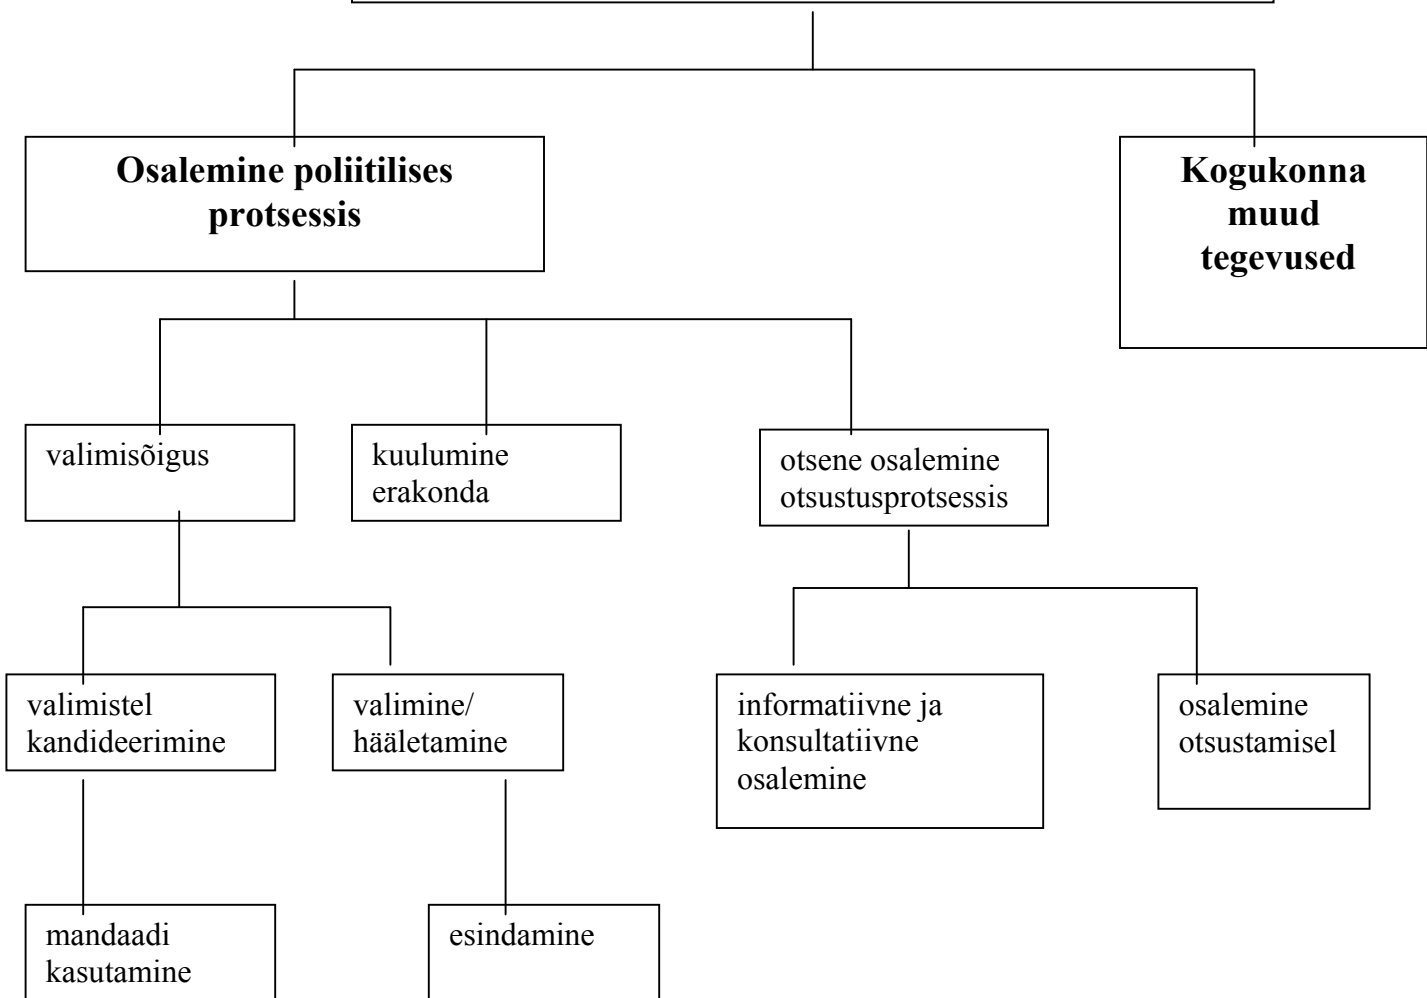 Osalemine poliitilises
protsessis
Kogukonna
muud
tegevused
valimisõigus
kuulumine
erakonda
otsene osalemine
otsustusprotsessis
valimistel
kandideerimine
valimine/
hääletamine
informatiivne ja
konsultatiivne
osalemine
osalemine
otsustamisel
mandaadi
kasutamine
esindamine